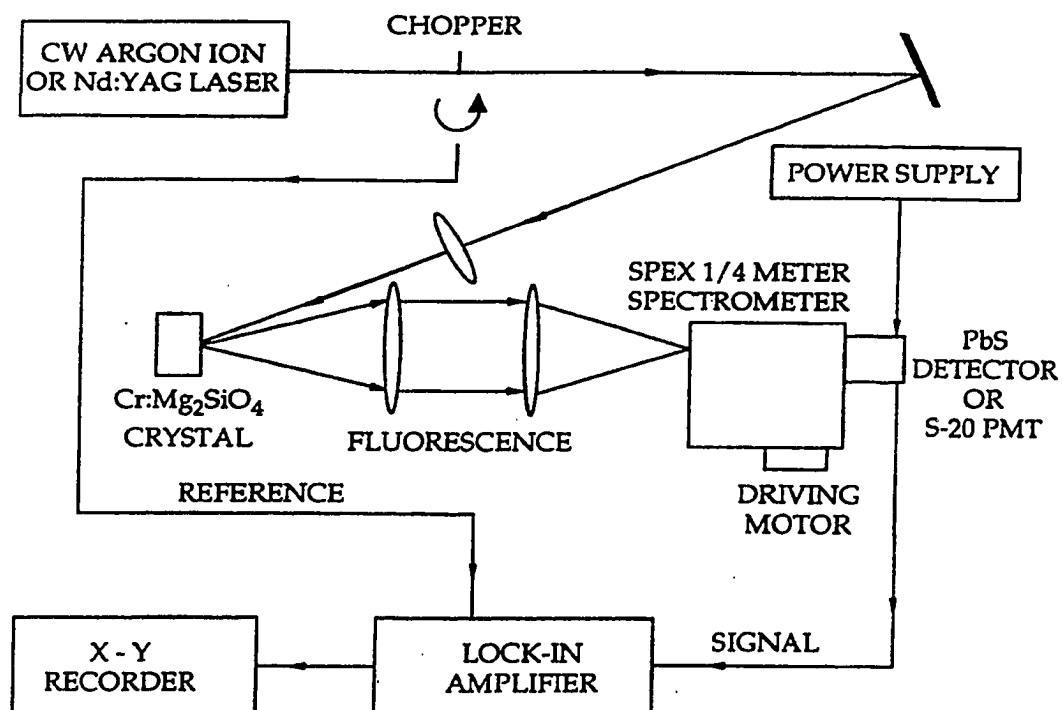 CHOPPER
CW ARGON ION
OR Nd:YAG LASER
POWER SUPPLY
SPEX 1/4 METER
SPECTROMETER
PbS
DETECTOR
OR
S-20 PMT
Cr:Mg₂SiO₄
CRYSTAL
FLUORESCENCE
DRIVING
MOTOR
REFERENCE
SIGNAL
X - Y
RECORDER
LOCK-IN
AMPLIFIER